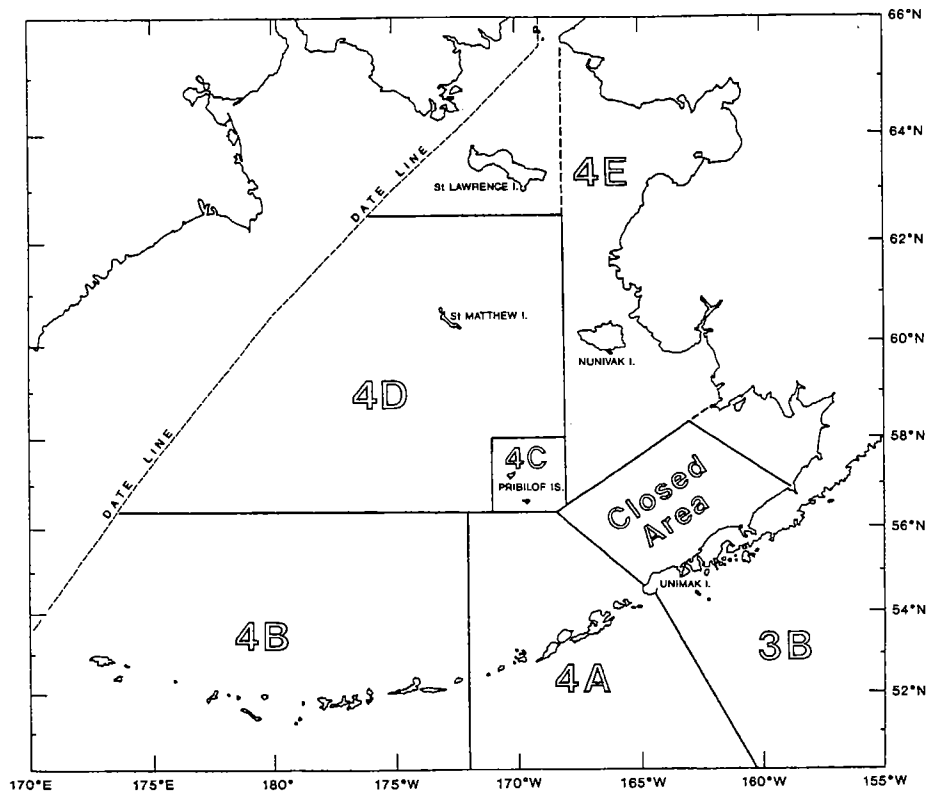 66°N
64°N
DATE LINE
St LAWRENCE I.
4E
62°N
St MATTHEW I.
60°N
NUNIVAK I.
4D
58°N
4C
PRIBILOF IS.
DATE LINE
Closed
Area
56°N
UNIMAK I.
54°N
4B
3B
4A
52°N
170°E
175°E
180°
175°W
170°W
165°W
160°W
155°W